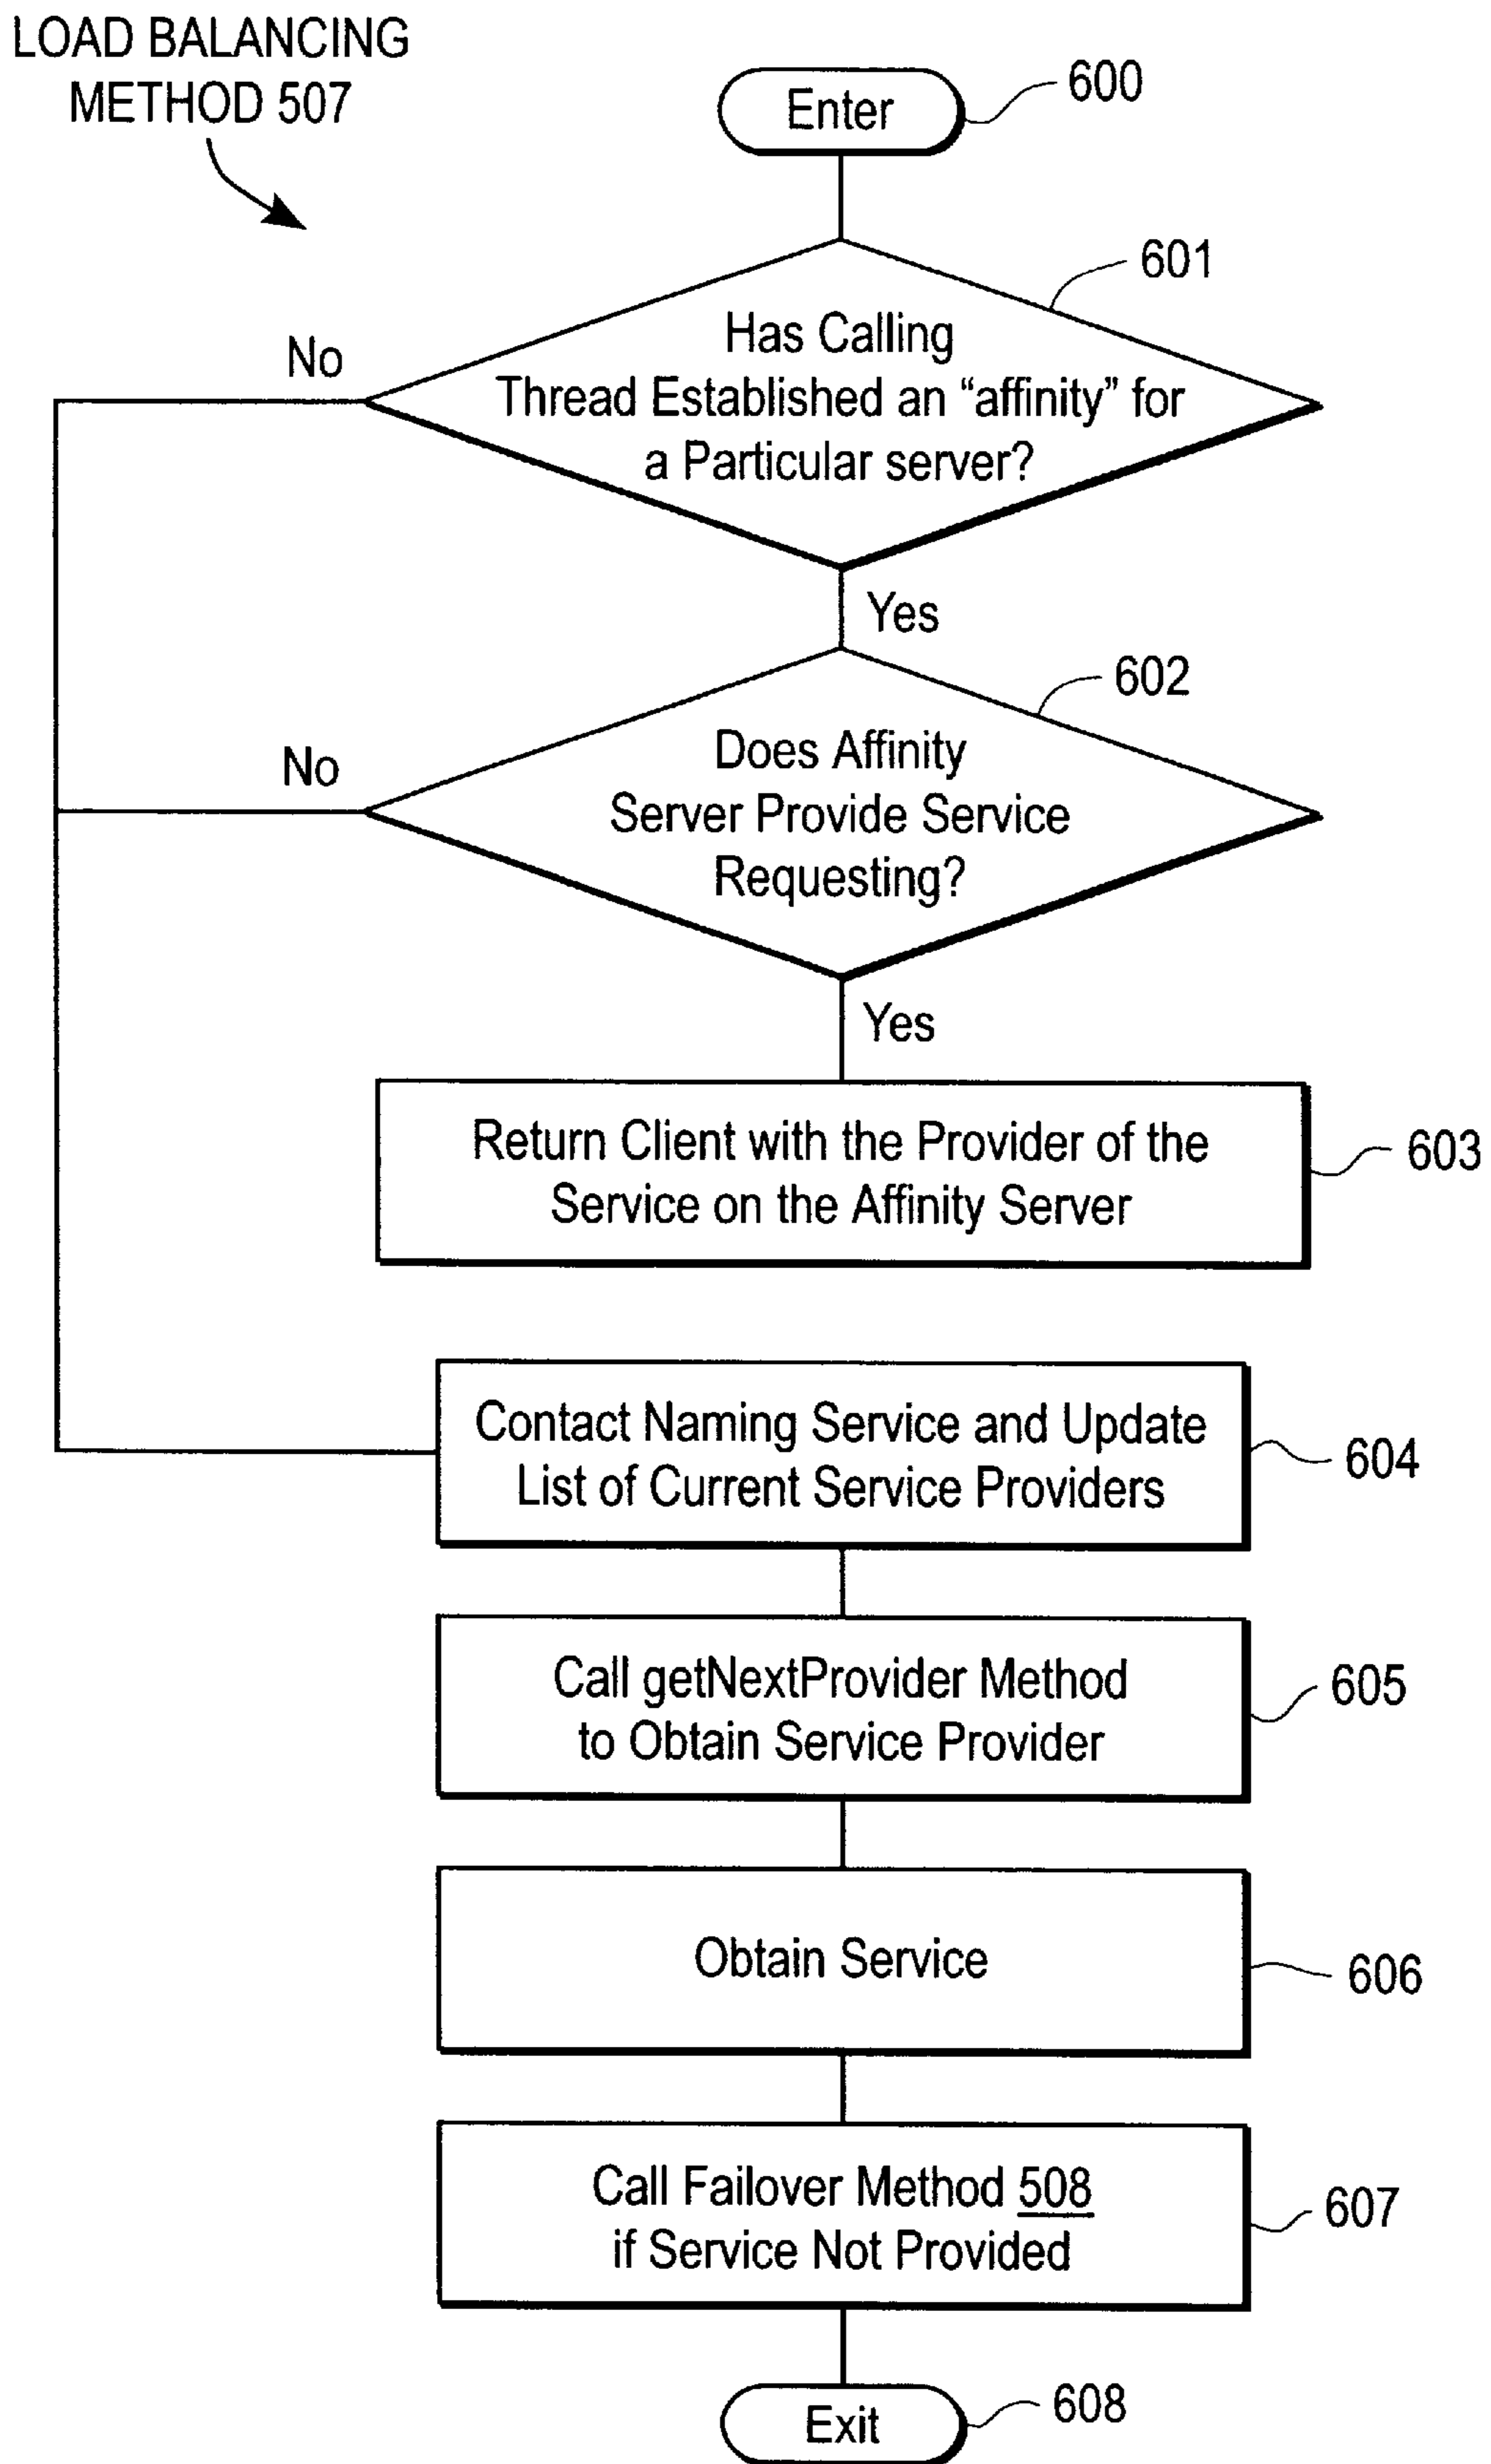 LOAD BALANCING
METHOD 507
Enter
600
601
Has Calling
Thread Established an “affinity” for
a Particular server?
No
Yes
602
Does Affinity
Server Provide Service
Requesting?
No
Yes
Return Client with the Provider of the
Service on the Affinity Server
603
Contact Naming Service and Update
List of Current Service Providers
604
Call getNextProvider Method
to Obtain Service Provider
605
Obtain Service
606
Call Failover Method 508
if Service Not Provided
607
Exit
608